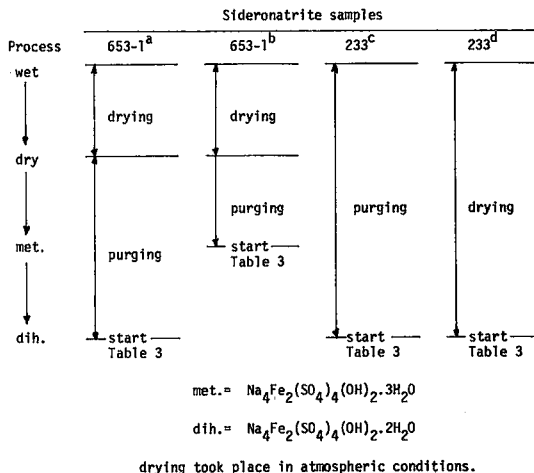 Sideronatrite samples
Process 653-1ᵃ 653-1ᵇ 233ᶜ 233ᵈ
wet
drying drying
dry
purging drying
purging
met. start
Table 3
purging
dih. start start start
Table 3 Table 3 Table 3
met.= Na₄Fe₂(SO₄)₄(OH)₂.3H₂O
dih.= Na₄Fe₂(SO₄)₄(OH)₂.2H₂O
drying took place in atmospheric conditions.